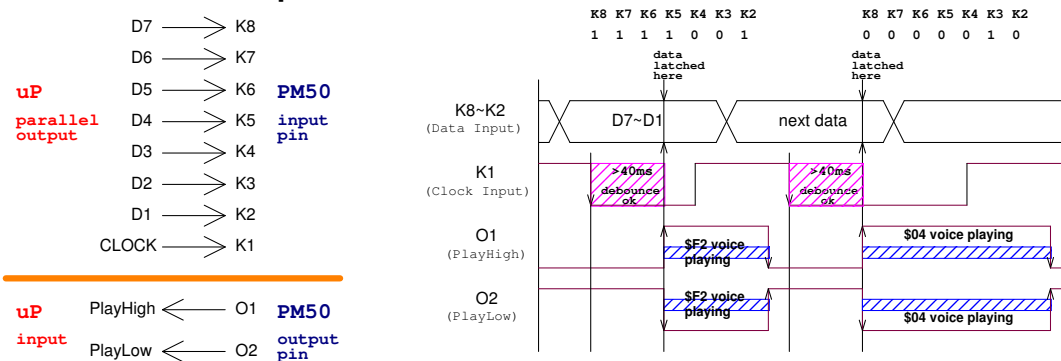 D7 K8
D6 K7
D5 K6
D4 K5
D3 K4
D2 K3
D1 K2
CLOCK K1
uP
parallel
output
PM50
input
pin
uP
input
PlayHigh O1
PlayLow O2
PM50
output
pin
K8 K7 K6 K5 K4 K3 K2
1 1 1 1 0 0 1
data
latched
here
K8 K7 K6 K5 K4 K3 K2
0 0 0 0 0 1 0
data
latched
here
K8~K2
(Data Input)
D7~D1
next data
K1
(Clock Input)
>40ms
debounce
ok
>40ms
debounce
ok
O1
(PlayHigh)
$F2 voice
playing
$04 voice playing
O2
(PlayLow)
$F2 voice
playing
$04 voice playing